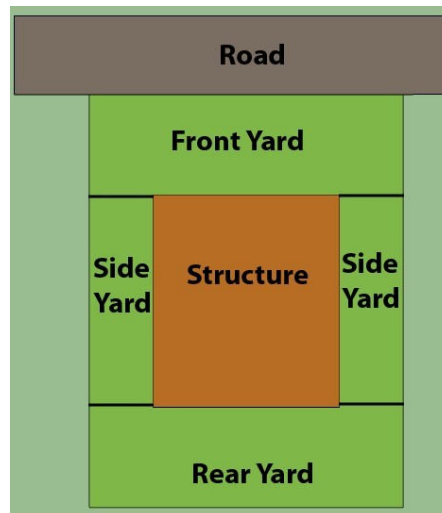 Road
Front Yard
Side
Yard
Structure
Side
Yard
Rear Yard